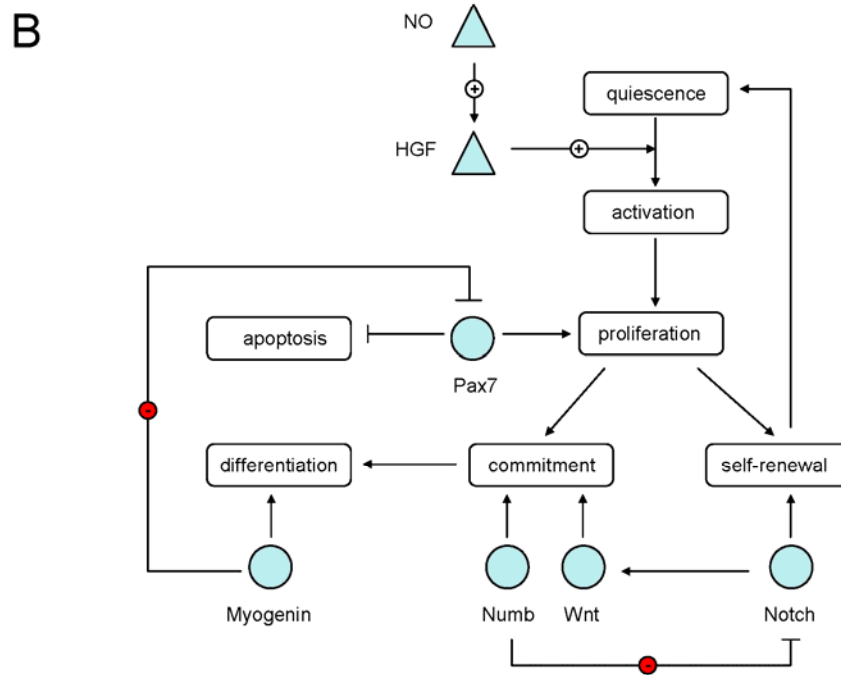 B
NO
quiescence
HGF
activation
apoptosis
proliferation
Pax7
differentiation
commitment
self-renewal
Myogenin
Numb
Wnt
Notch
+
+
-
-